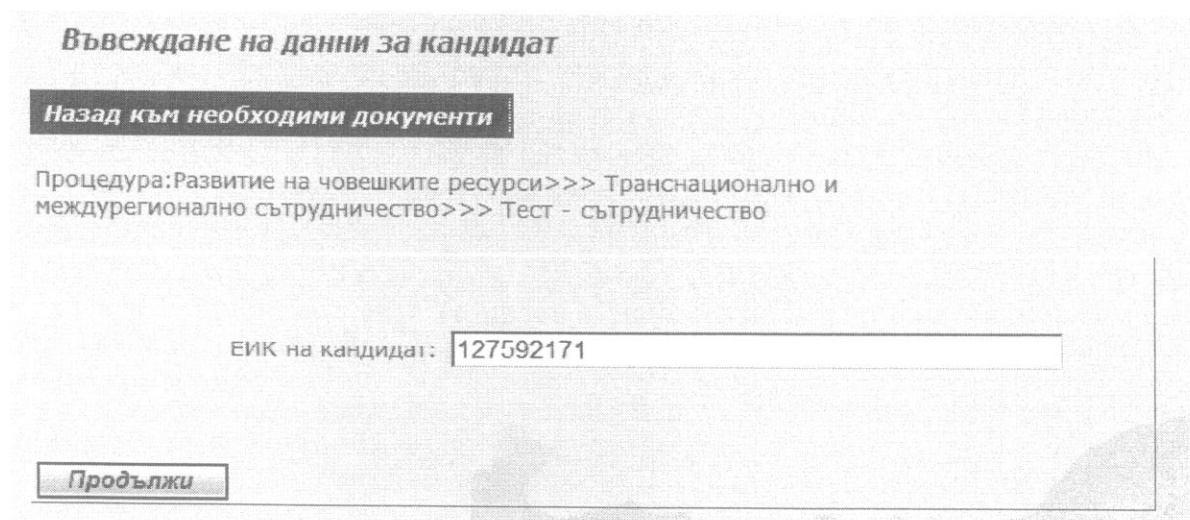 Въвеждане на данни за кандидат
Назад към необходими документи
Процедура:Развитие на човешките ресурси>>> Транснационално и
междурегионално сътрудничество>>> Тест - сътрудничество
ЕИК на кандидат: 127592171
Продължи